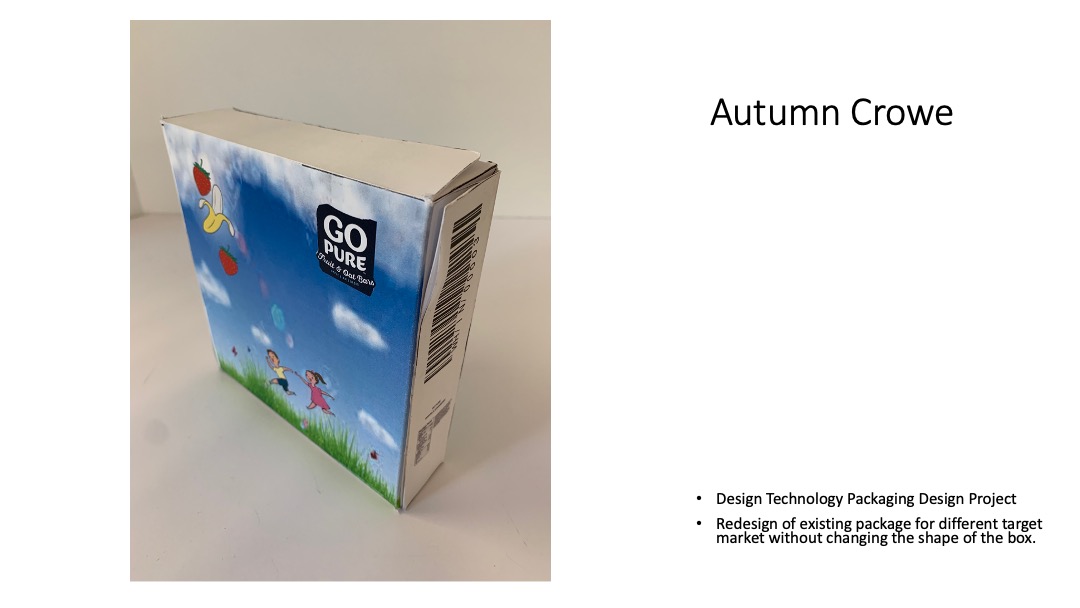 GO
PURE
Fruit & Oat Bars
Autumn Crowe
• Design Technology Packaging Design Project
• Redesign of existing package for different target
market without changing the shape of the box.